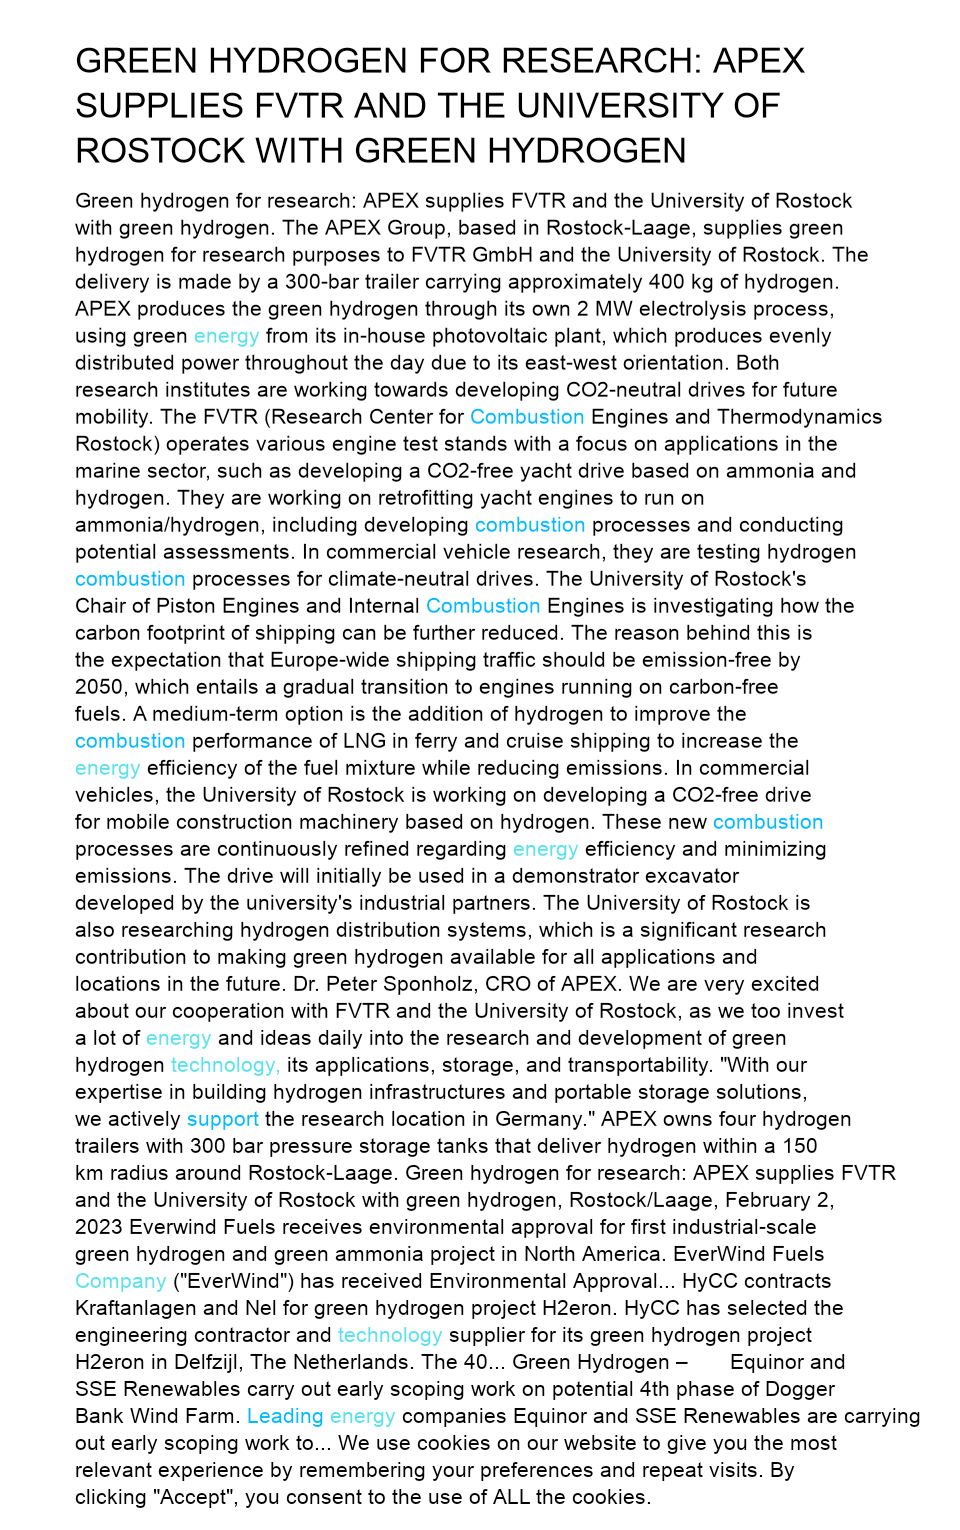 GREEN HYDROGEN FOR RESEARCH: APEX
SUPPLIES FVTR AND THE UNIVERSITY OF
ROSTOCK WITH GREEN HYDROGEN
Green hydrogen for research: APEX supplies FVTR and the University of Rostock
with green hydrogen. The APEX Group, based in Rostock-Laage, supplies green
hydrogen for research purposes to FVTR GmbH and the University of Rostock. The
delivery is made by a 300-bar trailer carrying approximately 400 kg of hydrogen.
APEX produces the green hydrogen through its own 2 MW electrolysis process,
using green energy from its in-house photovoltaic plant, which produces evenly
distributed power throughout the day due to its east-west orientation. Both
research institutes are working towards developing CO2-neutral drives for future
mobility. The FVTR (Research Center for Combustion Engines and Thermodynamics
Rostock) operates various engine test stands with a focus on applications in the
marine sector, such as developing a CO2-free yacht drive based on ammonia and
hydrogen. They are working on retrofitting yacht engines to run on
ammonia/hydrogen, including developing combustion processes and conducting
potential assessments. In commercial vehicle research, they are testing hydrogen
combustion processes for climate-neutral drives. The University of Rostock's
Chair of Piston Engines and Internal Combustion Engines is investigating how the
carbon footprint of shipping can be further reduced. The reason behind this is
the expectation that Europe-wide shipping traffic should be emission-free by
2050, which entails a gradual transition to engines running on carbon-free
fuels. A medium-term option is the addition of hydrogen to improve the
combustion performance of LNG in ferry and cruise shipping to increase the
energy efficiency of the fuel mixture while reducing emissions. In commercial
vehicles, the University of Rostock is working on developing a CO2-free drive
for mobile construction machinery based on hydrogen. These new combustion
processes are continuously refined regarding energy efficiency and minimizing
emissions. The drive will initially be used in a demonstrator excavator
developed by the university's industrial partners. The University of Rostock is
also researching hydrogen distribution systems, which is a significant research
contribution to making green hydrogen available for all applications and
locations in the future. Dr. Peter Sponholz, CRO of APEX. We are very excited
about our cooperation with FVTR and the University of Rostock, as we too invest
a lot of energy and ideas daily into the research and development of green
hydrogen technology, its applications, storage, and transportability. "With our
expertise in building hydrogen infrastructures and portable storage solutions,
we actively support the research location in Germany." APEX owns four hydrogen
trailers with 300 bar pressure storage tanks that deliver hydrogen within a 150
km radius around Rostock-Laage. Green hydrogen for research: APEX supplies FVTR
and the University of Rostock with green hydrogen, Rostock/Laage, February 2,
2023 Everwind Fuels receives environmental approval for first industrial-scale
green hydrogen and green ammonia project in North America. EverWind Fuels
Company ("EverWind") has received Environmental Approval... HyCC contracts
Kraftanlagen and Nel for green hydrogen project H2eron. HyCC has selected the
engineering contractor and technology supplier for its green hydrogen project
H2eron in Delfzijl, The Netherlands. The 40... Green Hydrogen – Equinor and
SSE Renewables carry out early scoping work on potential 4th phase of Dogger
Bank Wind Farm. Leading energy companies Equinor and SSE Renewables are carrying
out early scoping work to... We use cookies on our website to give you the most
relevant experience by remembering your preferences and repeat visits. By
clicking "Accept", you consent to the use of ALL the cookies.